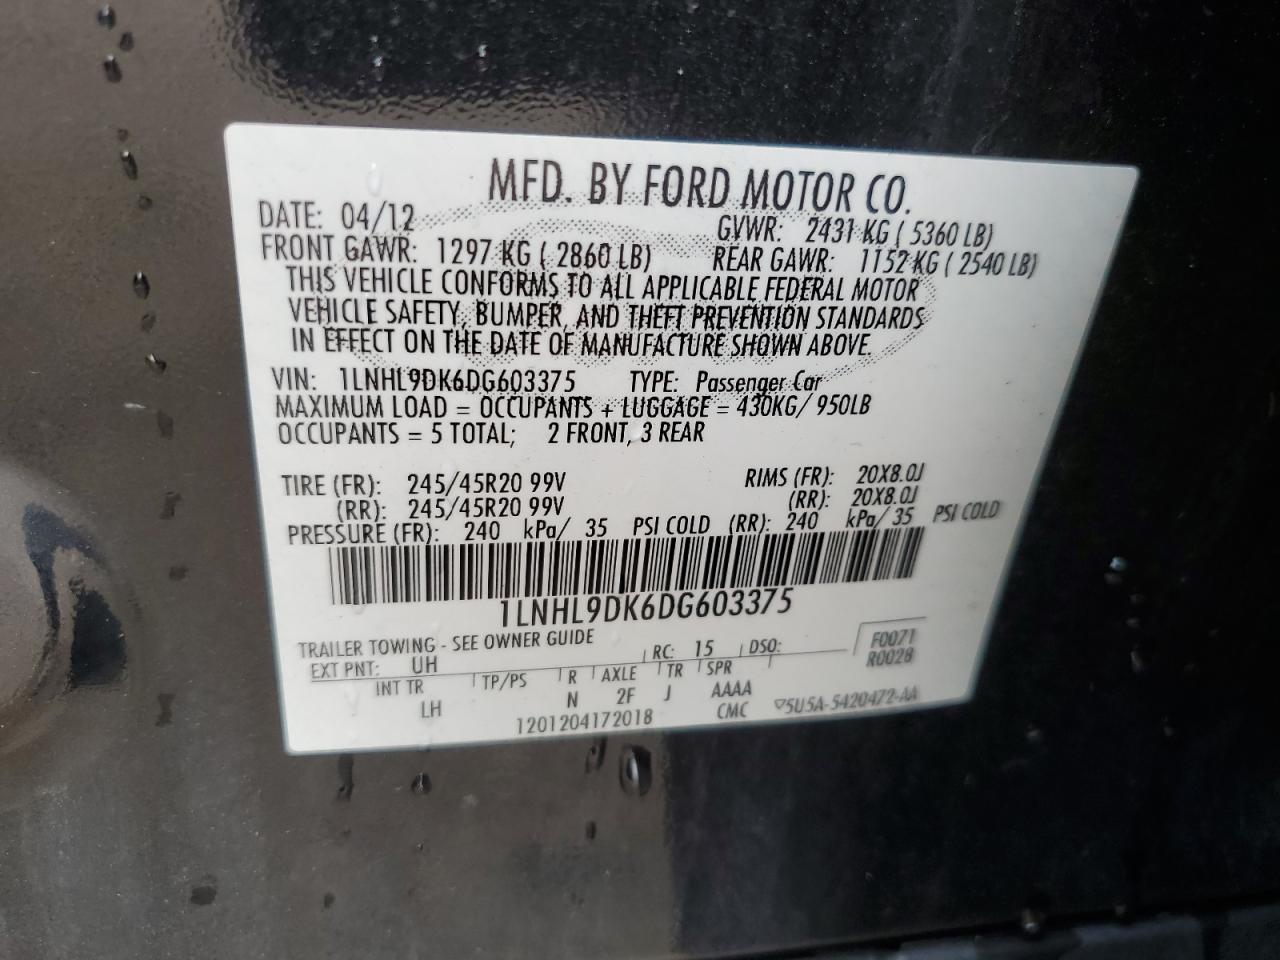 MFD. BY FORD MOTOR CO.
DATE: 04/12 GVWR: 2431 KG ( 5360 LB)
FRONT GAWR: 1297 KG ( 2860 LB) REAR GAWR: 1152 KG ( 2540 LB)
THIS VEHICLE CONFORMS TO ALL APPLICABLE FEDERAL MOTOR
VEHICLE SAFETY, BUMPER, AND THEFT PREVENTION STANDARDS
IN EFFECT ON THE DATE OF MANUFACTURE SHOWN ABOVE.
VIN: 1LNHL9DK6DG603375 TYPE: Passenger Car
MAXIMUM LOAD = OCCUPANTS + LUGGAGE = 430KG/ 950LB
OCCUPANTS = 5 TOTAL; 2 FRONT, 3 REAR
TIRE (FR): 245/45R20 99V RIMS (FR): 20X8.0J
(RR): 245/45R20 99V (RR): 20X8.0J
PRESSURE (FR): 240 kPa/ 35 PSI COLD (RR): 240 kPa/ 35 PSI COLD
1LNHL9DK6DG603375
TRAILER TOWING - SEE OWNER GUIDE
EXT PNT: UH RC: 15 DSO: F0071
R0028
INT TR TP/PS R AXLE TR SPR
LH N 2F J AAAA
1201204172018 CMC ▽5U5A-5420472-AA